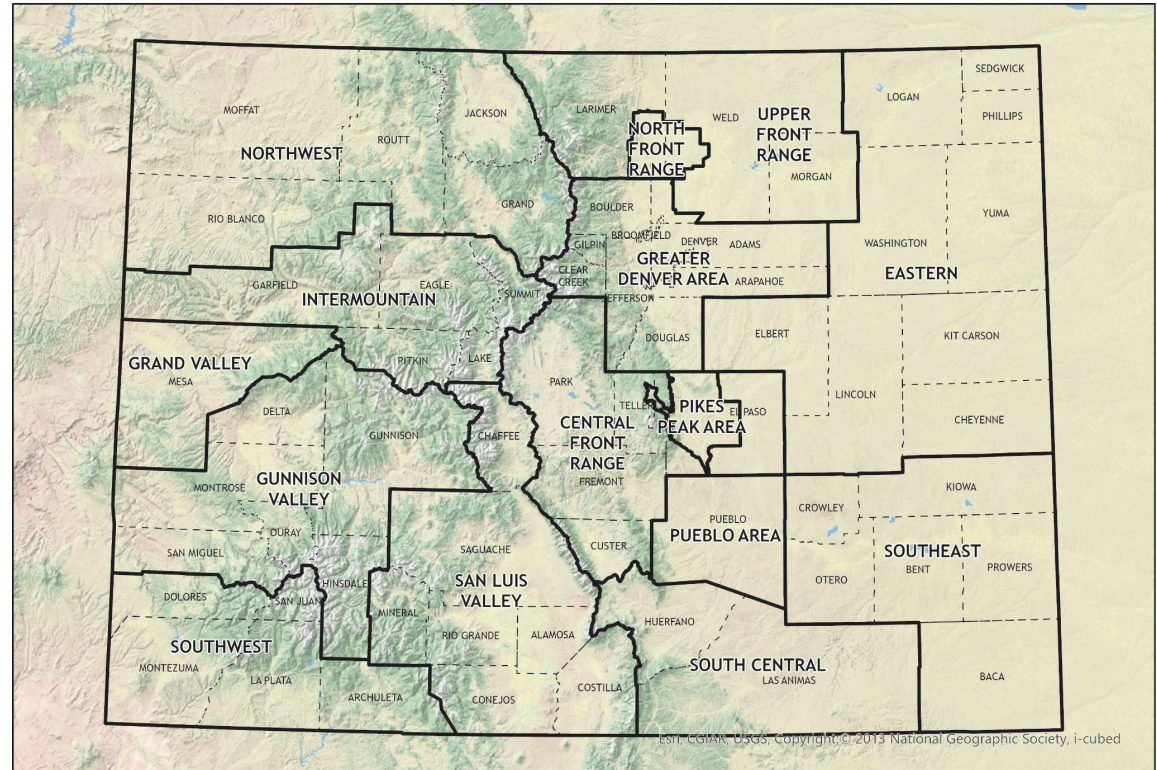 SEDGWICK
LOGAN
PHILLIPS
MOFFAT
JACKSON
LARIMER
WELD
UPPER
FRONT
RANGE
NORTH
FRONT
RANGE
ROUTT
NORTHWEST
MORGAN
GRAND
BOULDER
RIO BLANCO
YUMA
BROOMFIELD
GILPIN
DENVER
ADAMS
WASHINGTON
GREATER
DENVER AREA
CLEAR
CREEK
EASTERN
GARFIELD
EAGLE
SUMMIT
JEFFERSON
ARAPAHOE
INTERMOUNTAIN
DOUGLAS
ELBERT
KIT CARSON
GRAND VALLEY
MESA
PITKIN
LAKE
PARK
LINCOLN
TELLER
PIKES
PEAK AREA
EL PASO
DELTA
CHEYENNE
GUNNISON
CHAFFEE
CENTRAL
FRONT
RANGE
FREMONT
GUNNISON
VALLEY
MONTROSE
KIOWA
CROWLEY
PUEBLO
PUEBLO AREA
OURAY
SAN MIGUEL
SAGUACHE
CUSTER
SOUTHEAST
BENT
PROWERS
OTERO
HINSDALE
SAN LUIS
VALLEY
DOLORES
SAN JUAN
MINERAL
HUERFANO
RIO GRANDE
ALAMOSA
SOUTHWEST
MONTEZUMA
LA PLATA
SOUTH CENTRAL
LAS ANIMAS
BACA
ARCHULETA
CONEJOS
COSTILLA
Esri, CGIAR, USGS, Copyright:© 2013 National Geographic Society, i-cubed